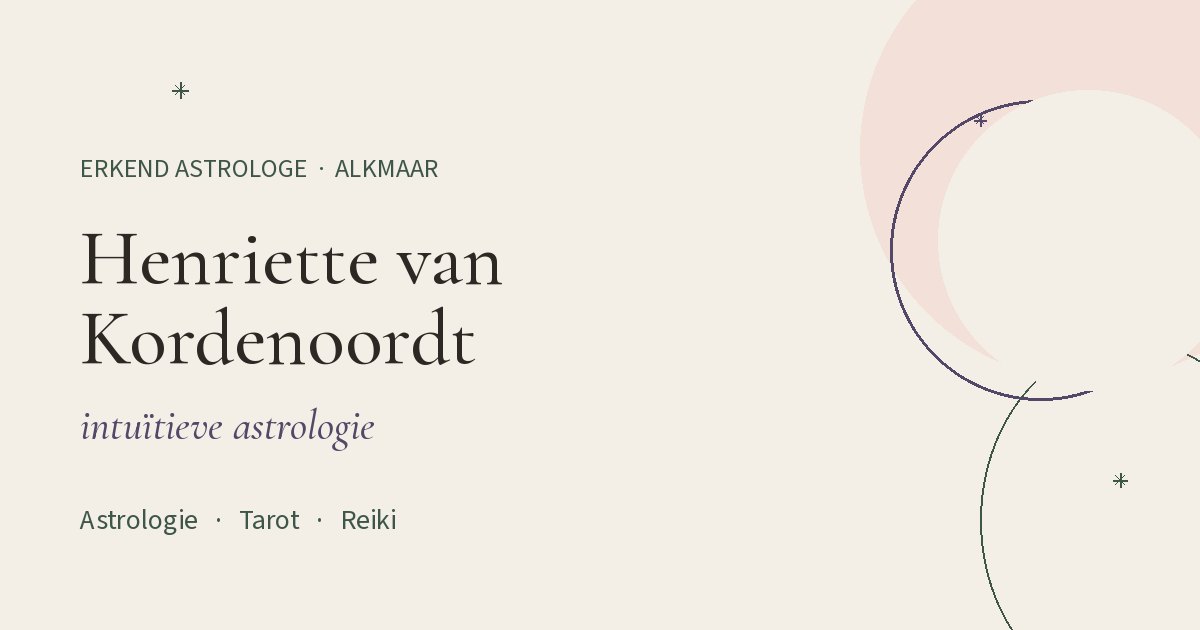 ERKEND ASTROLOGE · ALKMAAR
Henriette van
Kordenoordt
intuïtieve astrologie
Astrologie · Tarot · Reiki